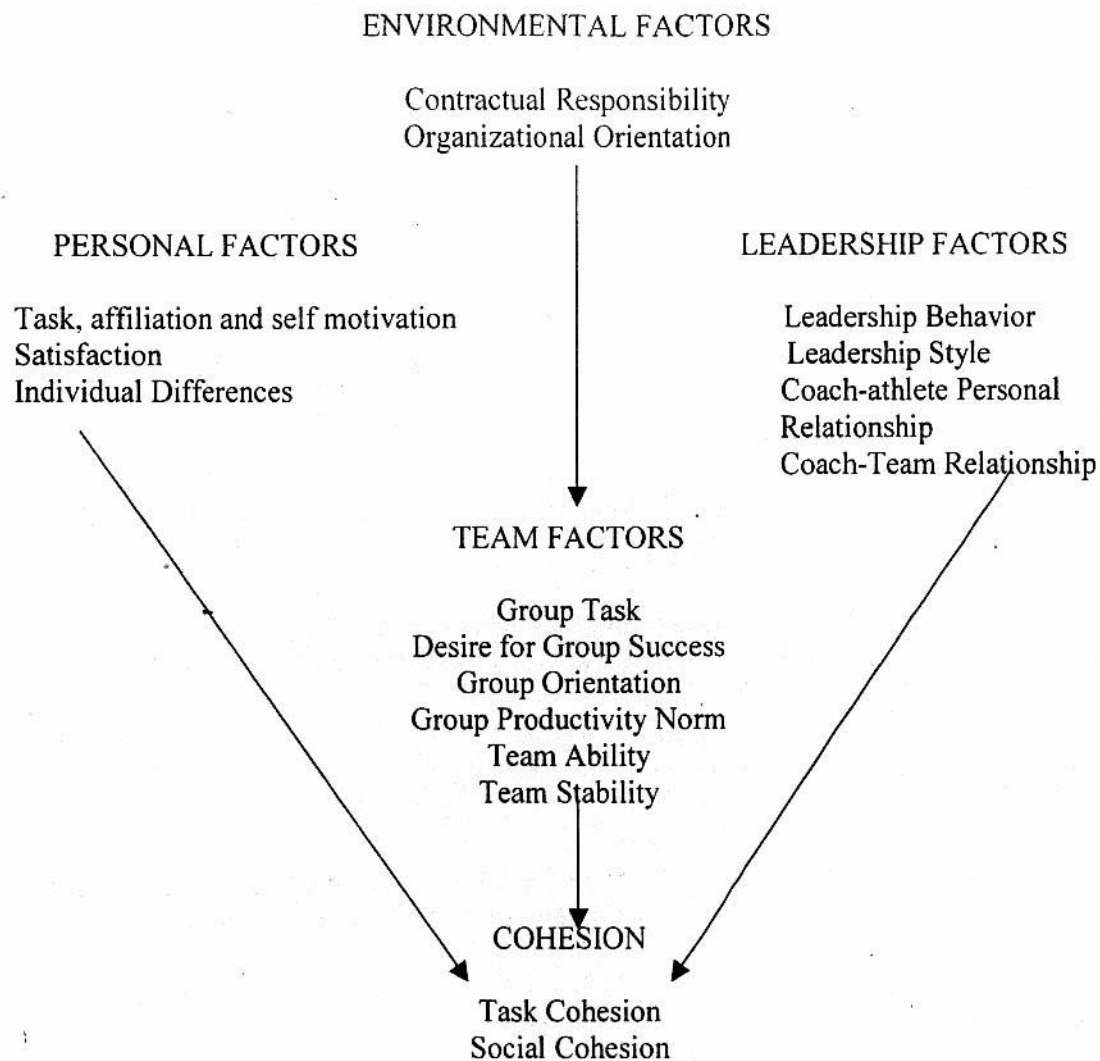 ENVIRONMENTAL FACTORS
Contractual Responsibility
Organizational Orientation
PERSONAL FACTORS
Task, affiliation and self motivation
Satisfaction
Individual Differences
LEADERSHIP FACTORS
Leadership Behavior
Leadership Style
Coach-athlete Personal
Relationship
Coach-Team Relationship
TEAM FACTORS
Group Task
Desire for Group Success
Group Orientation
Group Productivity Norm
Team Ability
Team Stability
COHESION
Task Cohesion
Social Cohesion